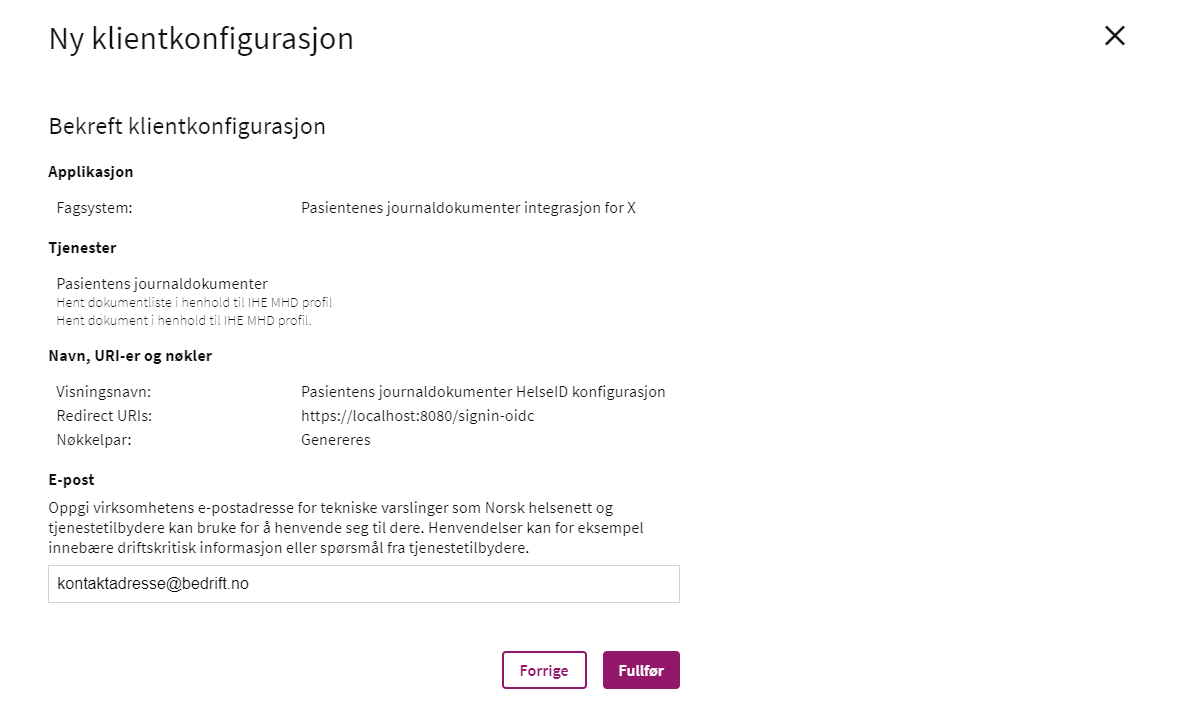 Ny klientkonfigurasjon
Bekreft klientkonfigurasjon
Applikasjon
Fagsystem: Pasientenes journaldokumenter integrasjon for X
Tjenester
Pasientens journaldokumenter
Hent dokumentliste i henhold til IHE MHD profil
Hent dokument i henhold til IHE MHD profil.
Navn, URI-er og nøkler
Visningsnavn: Pasientens journaldokumenter HelseID konfigurasjon
Redirect URIs: https://localhost:8080/signin-oidc
Nøkkelpar: Genereres
E-post
Oppgi virksomhetens e-postadresse for tekniske varslinger som Norsk helsenett og
tjenestetilbydere kan bruke for å henvende seg til dere. Henvendelser kan for eksempel
innebære driftskritisk informasjon eller spørsmål fra tjenestetilbydere.
kontaktadresse@bedrift.no
Forrige Fullfør